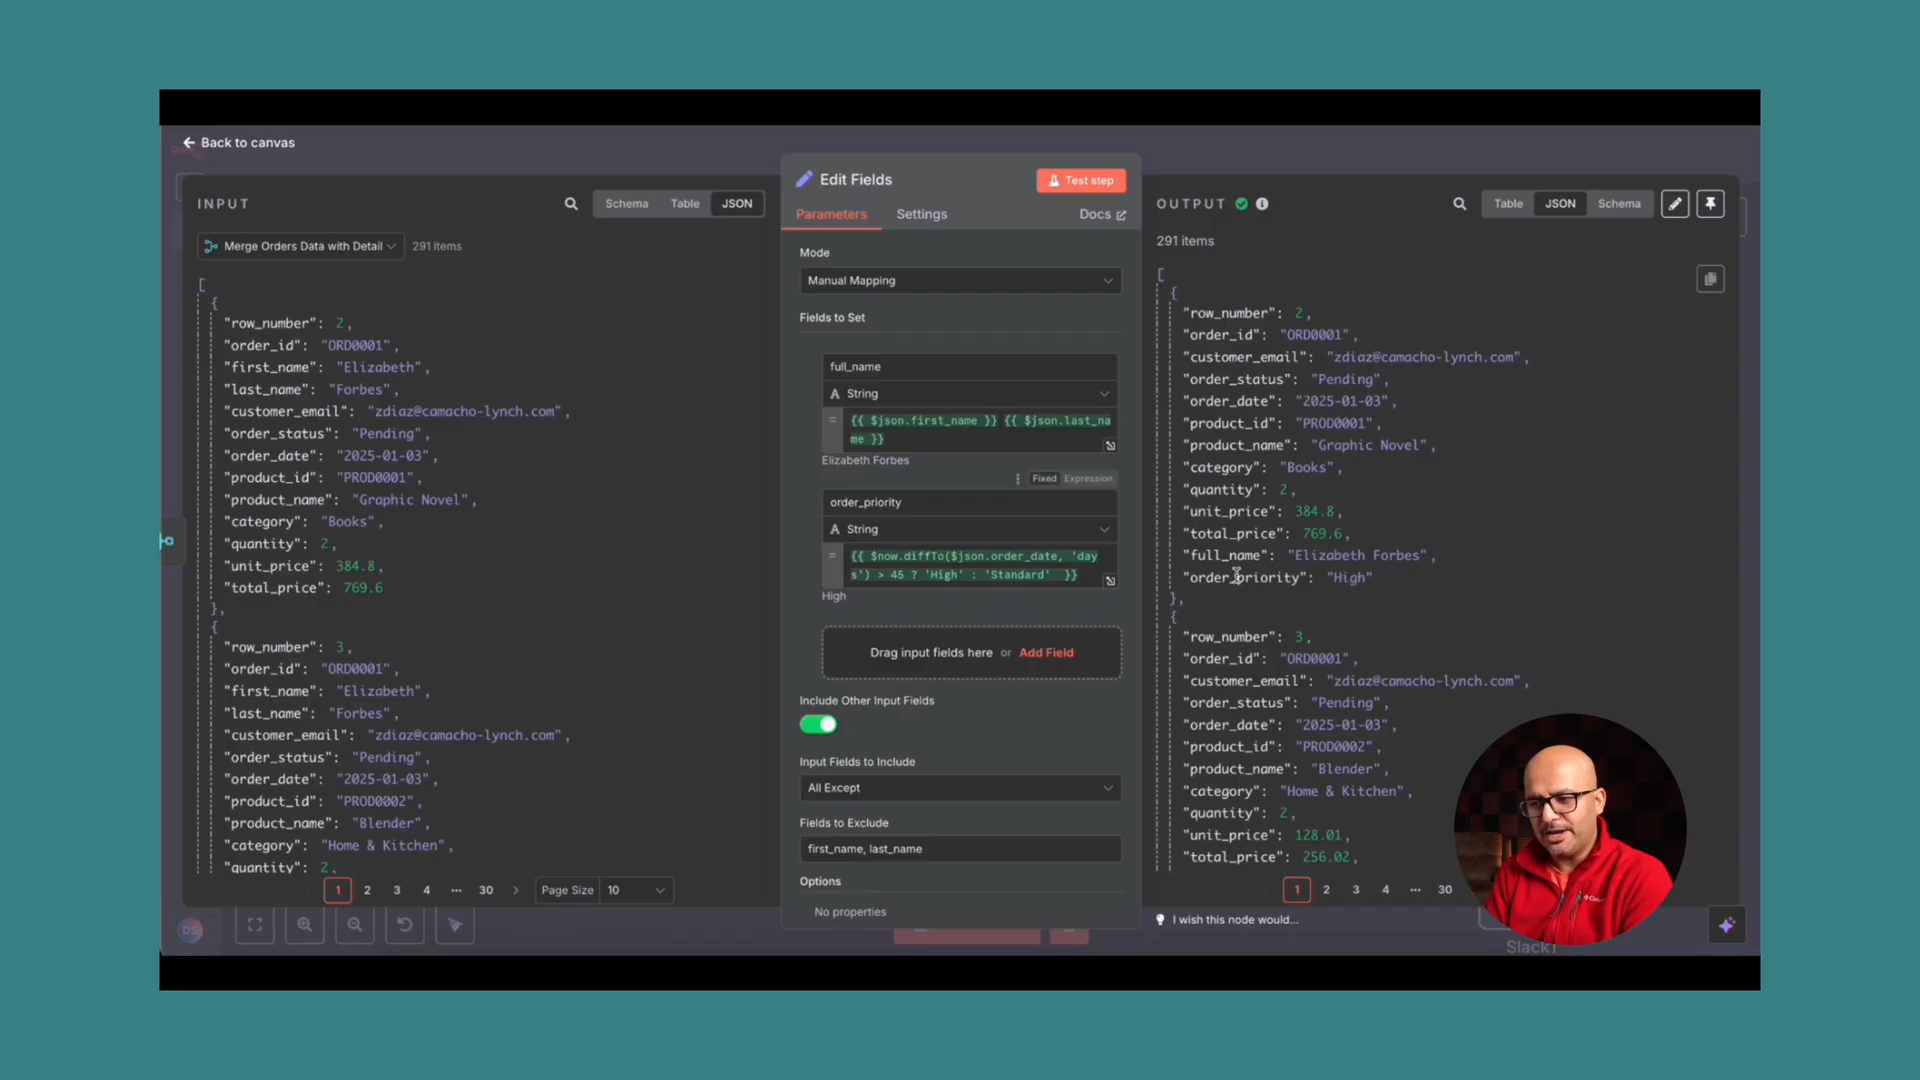 Back to canvas
INPUT
Schema
Table
JSON
Merge Orders Data with Detail
291 items
[
{
"row_number": 2,
"order_id": "ORD0001",
"first_name": "Elizabeth",
"last_name": "Forbes",
"customer_email": "zdiaz@camacho-lynch.com",
"order_status": "Pending",
"order_date": "2025-01-03",
"product_id": "PROD0001",
"product_name": "Graphic Novel",
"category": "Books",
"quantity": 2,
"unit_price": 384.8,
"total_price": 769.6
},
{
"row_number": 3,
"order_id": "ORD0001",
"first_name": "Elizabeth",
"last_name": "Forbes",
"customer_email": "zdiaz@camacho-lynch.com",
"order_status": "Pending",
"order_date": "2025-01-03",
"product_id": "PROD0002",
"product_name": "Blender",
"category": "Home & Kitchen",
"quantity": 2,
1 2 3 4 ... 30
Page Size 10
DS
Edit Fields
Test step
Parameters
Settings
Docs
Mode
Manual Mapping
Fields to Set
full_name
A String
= {{ $json.first_name }} {{ $json.last_na
me }}
Elizabeth Forbes
Fixed Expression
order_priority
A String
= {{ $now.diffTo($json.order_date, 'day
s') > 45 ? 'High' : 'Standard' }}
High
Drag input fields here or Add Field
Include Other Input Fields
Input Fields to Include
All Except
Fields to Exclude
first_name, last_name
Options
No properties
OUTPUT
Table
JSON
Schema
291 items
[
{
"row_number": 2,
"order_id": "ORD0001",
"customer_email": "zdiaz@camacho-lynch.com",
"order_status": "Pending",
"order_date": "2025-01-03",
"product_id": "PROD0001",
"product_name": "Graphic Novel",
"category": "Books",
"quantity": 2,
"unit_price": 384.8,
"total_price": 769.6,
"full_name": "Elizabeth Forbes",
"order_priority": "High"
},
{
"row_number": 3,
"order_id": "ORD0001",
"customer_email": "zdiaz@camacho-lynch.com",
"order_status": "Pending",
"order_date": "2025-01-03",
"product_id": "PROD0002",
"product_name": "Blender",
"category": "Home & Kitchen",
"quantity": 2,
"unit_price": 128.01,
"total_price": 256.02,
1 2 3 4 ... 30
I wish this node would...
Slack1